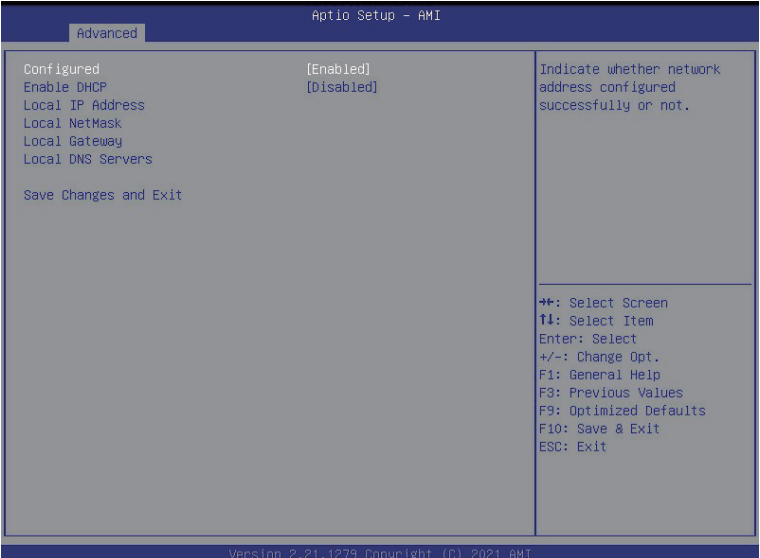 Aptio Setup – AMI
Advanced
Configured [Enabled]
Enable DHCP [Disabled]
Local IP Address
Local NetMask
Local Gateway
Local DNS Servers
Save Changes and Exit
Indicate whether network
address configured
successfully or not.
→←: Select Screen
↑↓: Select Item
Enter: Select
+/-: Change Opt.
F1: General Help
F3: Previous Values
F9: Optimized Defaults
F10: Save & Exit
ESC: Exit
Version 2.21.1279 Copyright (C) 2021 AMI